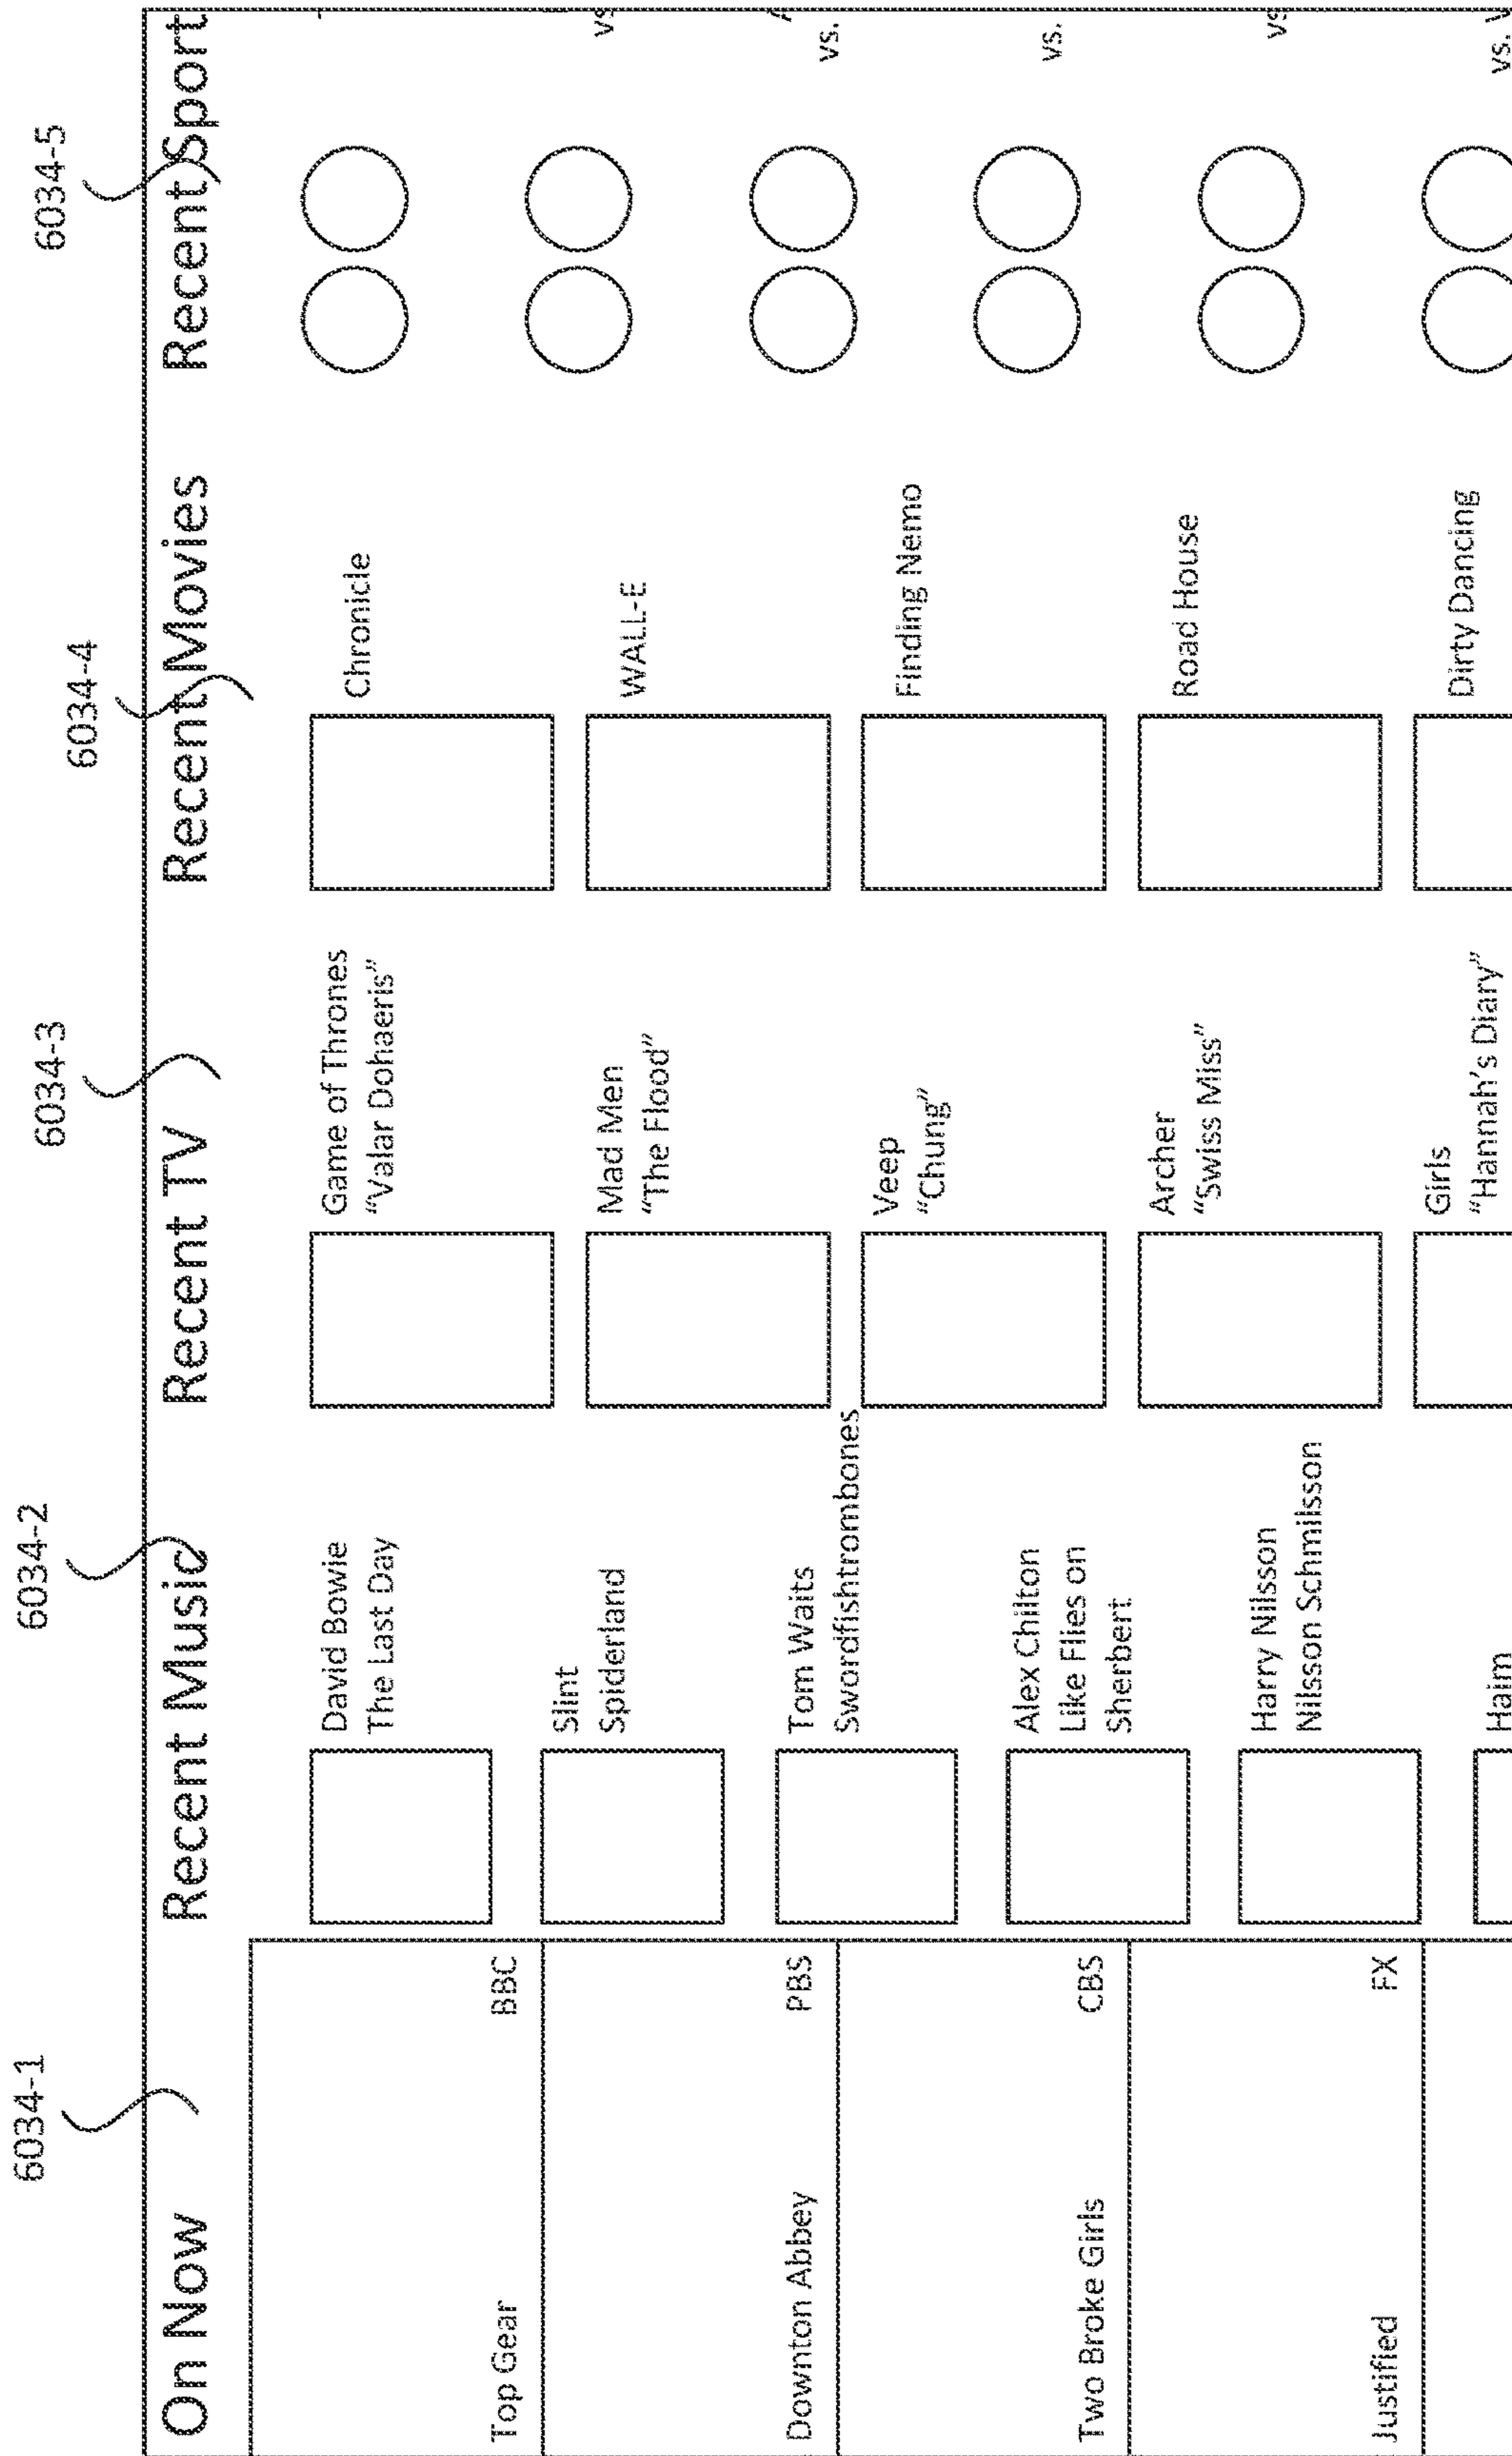 6034-1
6034-2
6034-3
6034-4
6034-5
On Now
Recent Music
Recent TV
Recent Movies
Recent Sport
Top Gear
BBC
Downton Abbey
PBS
Two Broke Girls
CBS
Justified
FX
David Bowie
The Last Day
Slint
Spiderland
Tom Waits
Swordfishtrombones
Alex Chilton
Like Flies on
Sherbert
Harry Nilsson
Nilsson Schmilsson
Haim
Game of Thrones
“Valar Dohaeris”
Mad Men
“The Flood”
Veep
“Chung”
Archer
“Swiss Miss”
Girls
“Hannah’s Diary”
Chronicle
WALL-E
Finding Nemo
Road House
Dirty Dancing
vs
vs.
vs.
vs
vs.